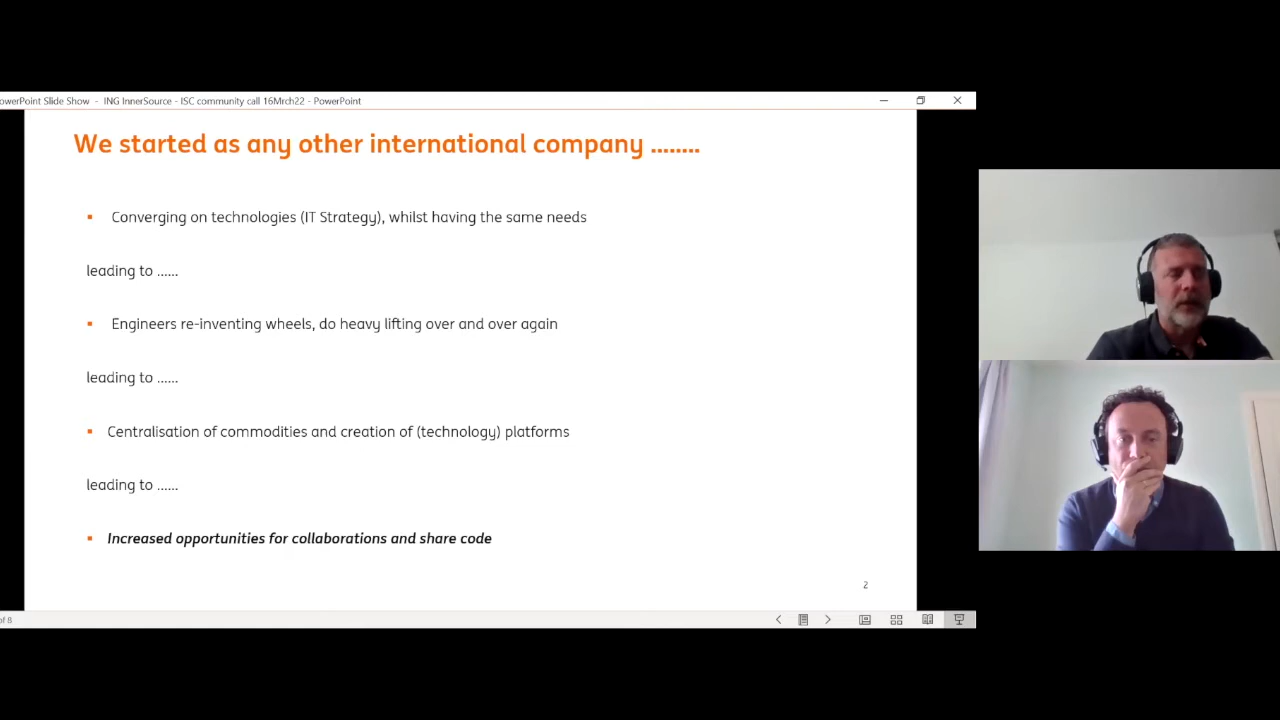 owerPoint Slide Show - ING InnerSource - ISC community call 16Mrch22 - PowerPoint
We started as any other international company ........
▪ Converging on technologies (IT Strategy), whilst having the same needs
leading to ......
▪ Engineers re-inventing wheels, do heavy lifting over and over again
leading to ......
▪ Centralisation of commodities and creation of (technology) platforms
leading to ......
▪ Increased opportunities for collaborations and share code
2
of 8